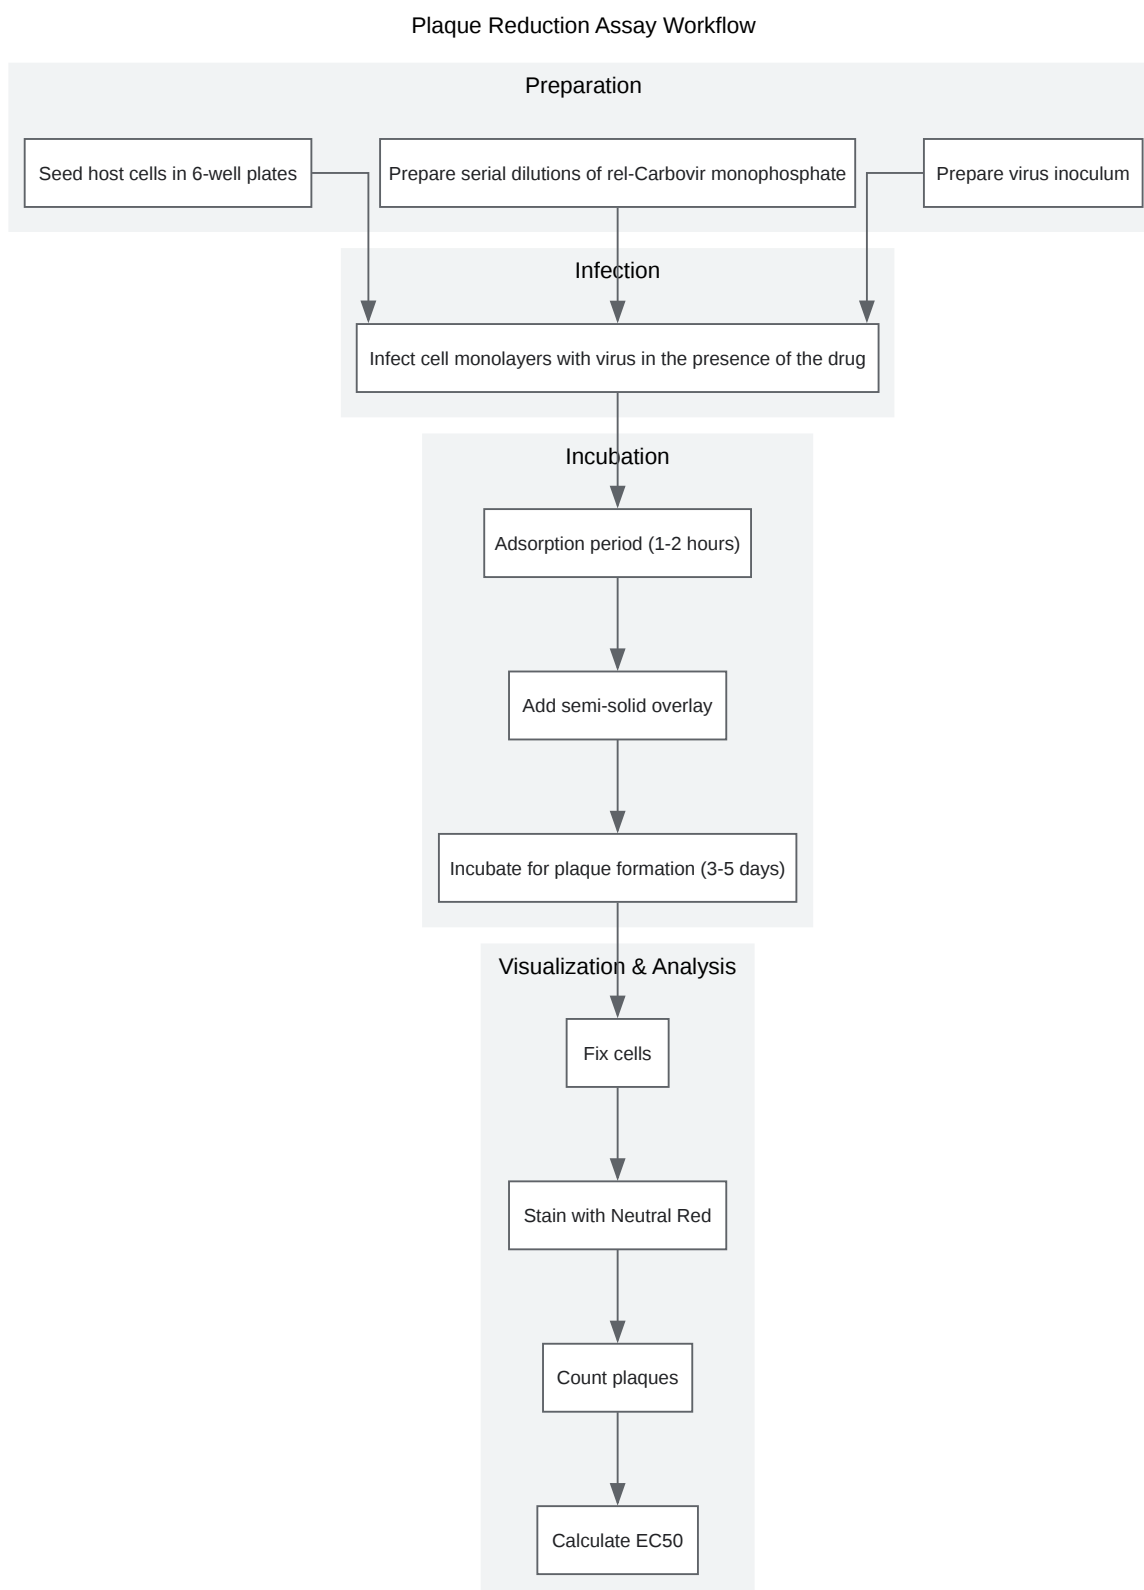 Plaque Reduction Assay Workflow
Preparation
Seed host cells in 6-well plates
Prepare serial dilutions of rel-Carbovir monophosphate
Prepare virus inoculum
Infection
Infect cell monolayers with virus in the presence of the drug
Incubation
Adsorption period (1-2 hours)
Add semi-solid overlay
Incubate for plaque formation (3-5 days)
Visualization & Analysis
Fix cells
Stain with Neutral Red
Count plaques
Calculate EC50